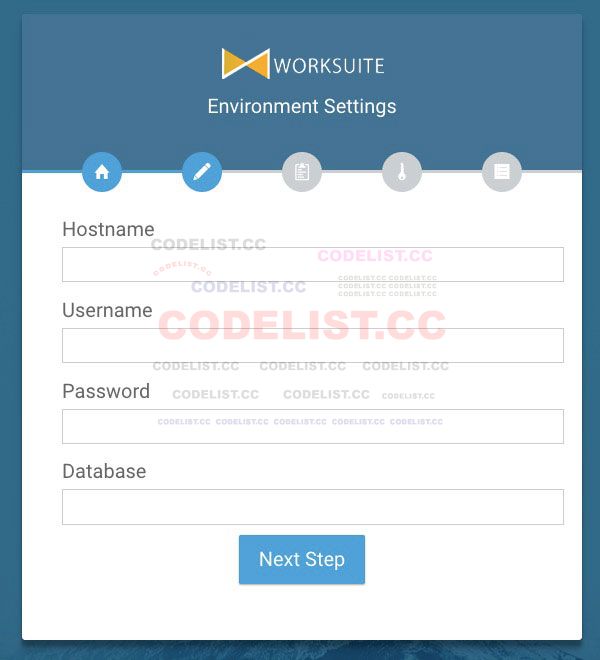 WORKSUITE
Environment Settings
Hostname
CODELIST.CC
CODELIST.CC
CODELIST.CC
CODELIST.CC CODELIST.CC
CODELIST.CC CODELIST.CC
CODELIST.CC CODELIST.CC
CODELIST.CC
Username
CODELIST.CC
CODELIST.CC CODELIST.CC CODELIST.CC
Password
CODELIST.CC CODELIST.CC CODELIST.CC
CODELIST.CC CODELIST.CC CODELIST.CC CODELIST.CC CODELIST.CC
Database
Next Step